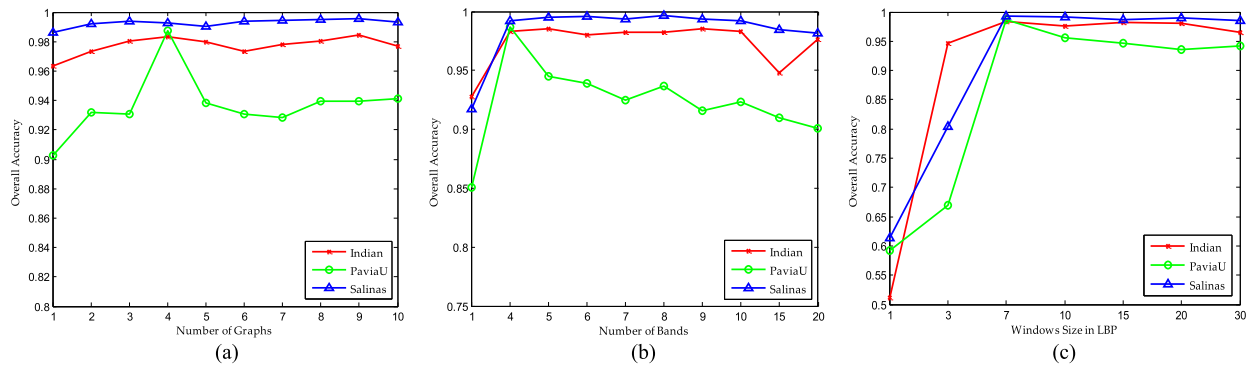 1
0.98
0.96
0.94
0.92
0.9
0.88
0.86
0.84
0.82
0.8
Overall Accuracy
1 2 3 4 5 6 7 8 9 10
Number of Graphs
Indian
PaviaU
Salinas
(a)
1
0.95
0.9
0.85
0.8
0.75
Overall Accuracy
1 4 5 6 7 8 9 10 15 20
Number of Bands
Indian
PaviaU
Salinas
(b)
1
0.95
0.9
0.85
0.8
0.75
0.7
0.65
0.6
0.55
0.5
Overall Accuracy
1 3 7 10 15 20 30
Windows Size in LBP
Indian
PaviaU
Salinas
(c)